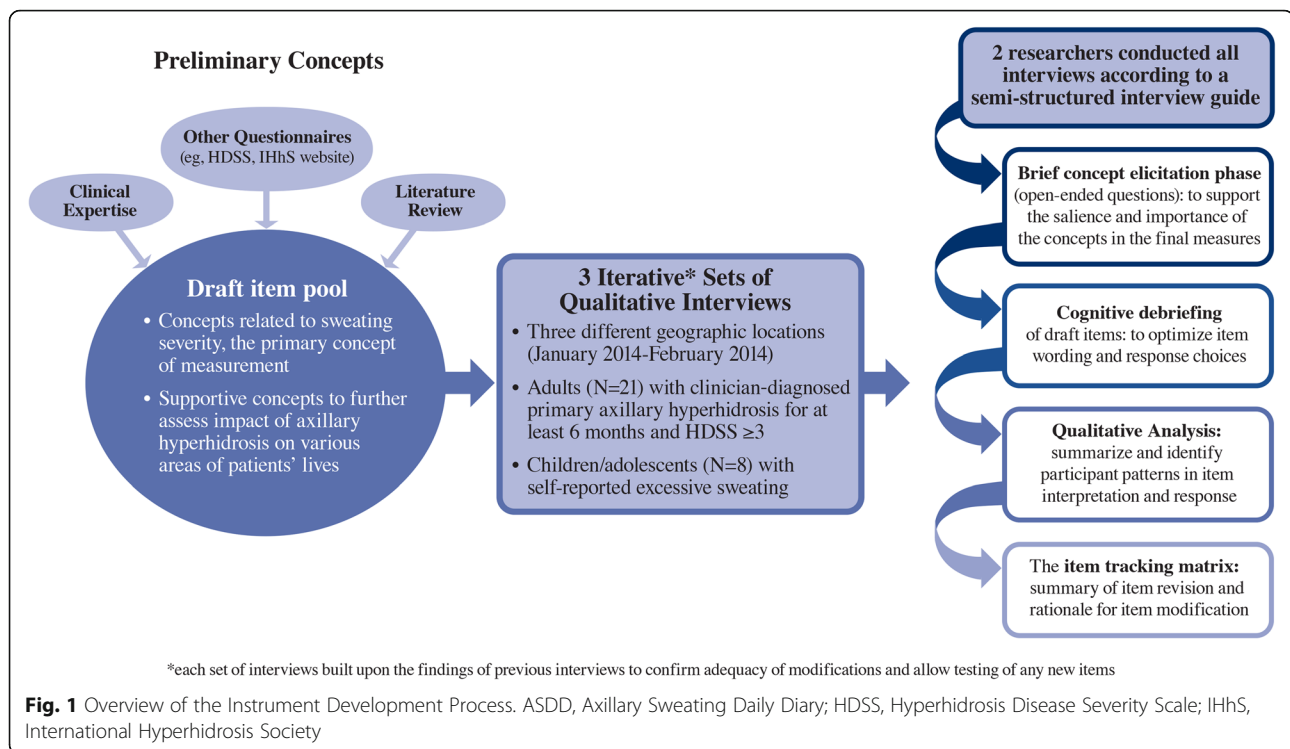 Preliminary Concepts
Other Questionnaires
(eg, HDSS, IHhS website)
Clinical
Expertise
Literature
Review
Draft item pool
• Concepts related to sweating
severity, the primary concept
of measurement
• Supportive concepts to further
assess impact of axillary
hyperhidrosis on various
areas of patients' lives
3 Iterative* Sets of
Qualitative Interviews
• Three different geographic locations
(January 2014-February 2014)
• Adults (N=21) with clinician-diagnosed
primary axillary hyperhidrosis for at
least 6 months and HDSS ≥3
• Children/adolescents (N=8) with
self-reported excessive sweating
2 researchers conducted all
interviews according to a
semi-structured interview guide
Brief concept elicitation phase
(open-ended questions): to support
the salience and importance of
the concepts in the final measures
Cognitive debriefing
of draft items: to optimize item
wording and response choices
Qualitative Analysis:
summarize and identify
participant patterns in item
interpretation and response
The item tracking matrix:
summary of item revision and
rationale for item modification
*each set of interviews built upon the findings of previous interviews to confirm adequacy of modifications and allow testing of any new items
Fig. 1 Overview of the Instrument Development Process. ASDD, Axillary Sweating Daily Diary; HDSS, Hyperhidrosis Disease Severity Scale; IHhS,
International Hyperhidrosis Society